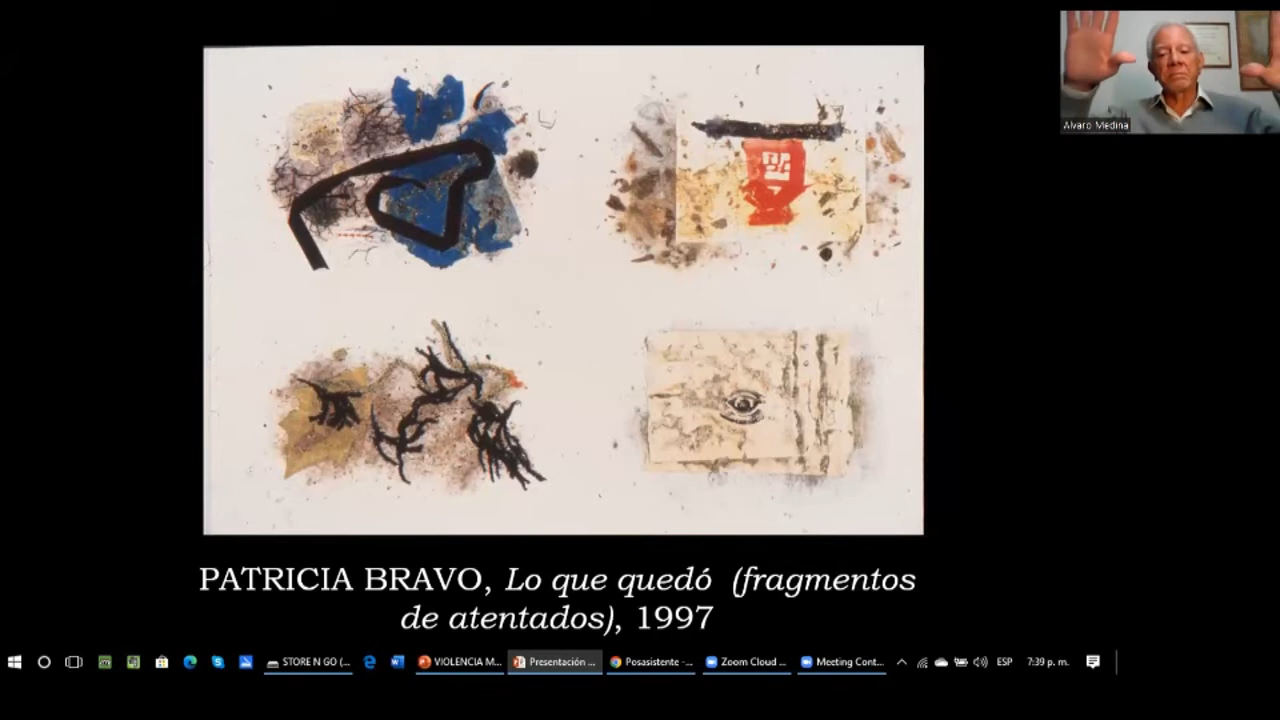 Alvaro Medina
PATRICIA BRAVO, Lo que quedó (fragmentos
de atentados), 1997
STORE N GO (... VIOLENCIA M... Presentación ... Posasistente -... Zoom Cloud ... Meeting Cont... ESP 7:39 p. m.